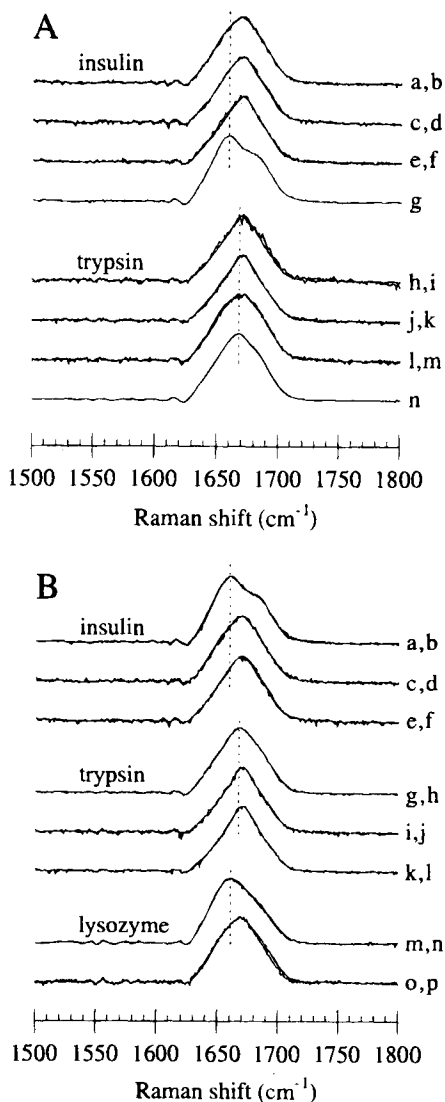 A
insulin
a,b
c,d
e,f
g
trypsin
h,i
j,k
l,m
n
1500 1550 1600 1650 1700 1750 1800
Raman shift (cm⁻¹)
B
insulin
a,b
c,d
e,f
trypsin
g,h
i,j
k,l
lysozyme
m,n
o,p
1500 1550 1600 1650 1700 1750 1800
Raman shift (cm⁻¹)